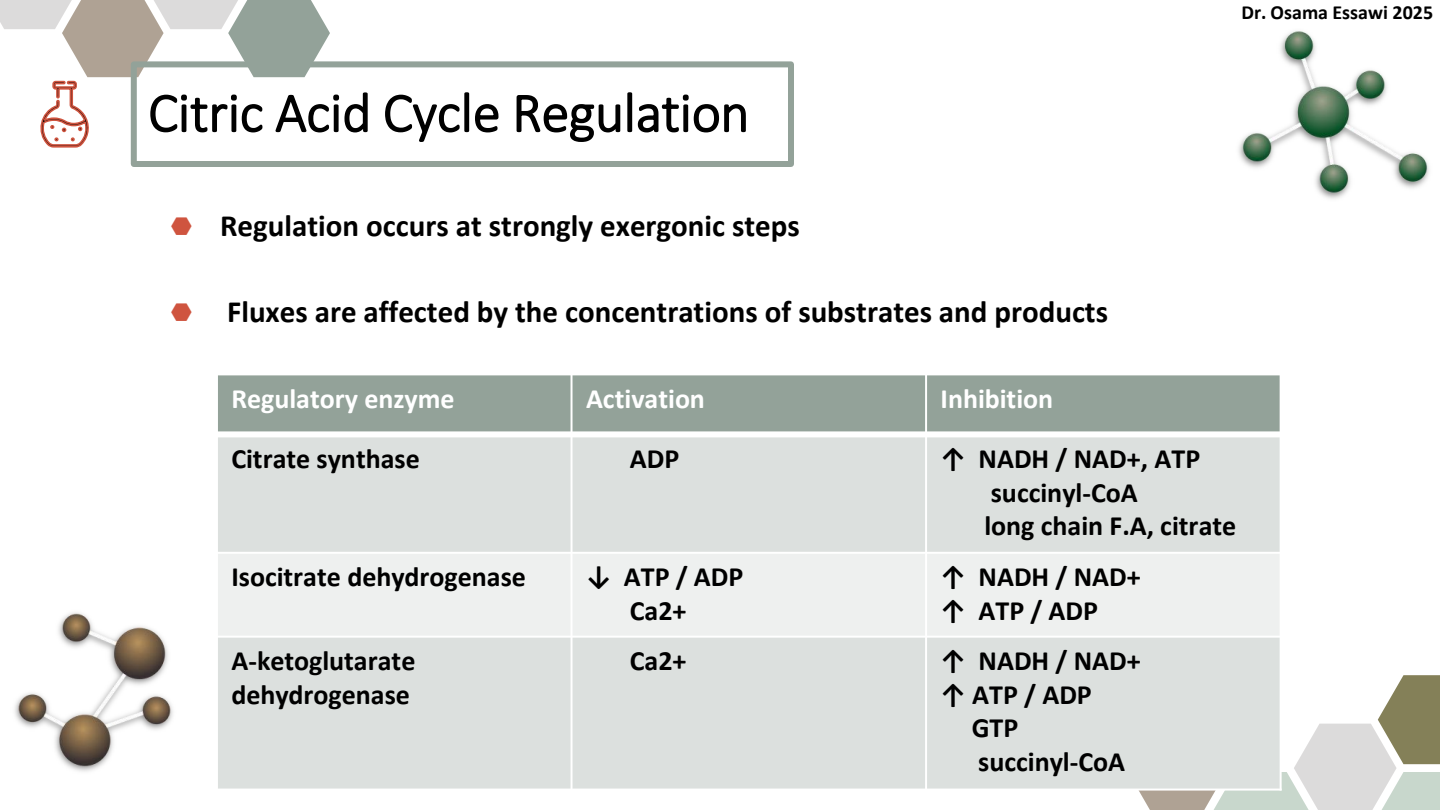 Dr. Osama Essawi 2025
Citric Acid Cycle Regulation
Regulation occurs at strongly exergonic steps
Fluxes are affected by the concentrations of substrates and products
Regulatory enzyme Activation Inhibition
Citrate synthase ADP ↑ NADH / NAD+, ATP
succinyl-CoA
long chain F.A, citrate
Isocitrate dehydrogenase ↓ ATP / ADP ↑ NADH / NAD+
Ca2+ ↑ ATP / ADP
A-ketoglutarate Ca2+ ↑ NADH / NAD+
dehydrogenase ↑ ATP / ADP
GTP
succinyl-CoA